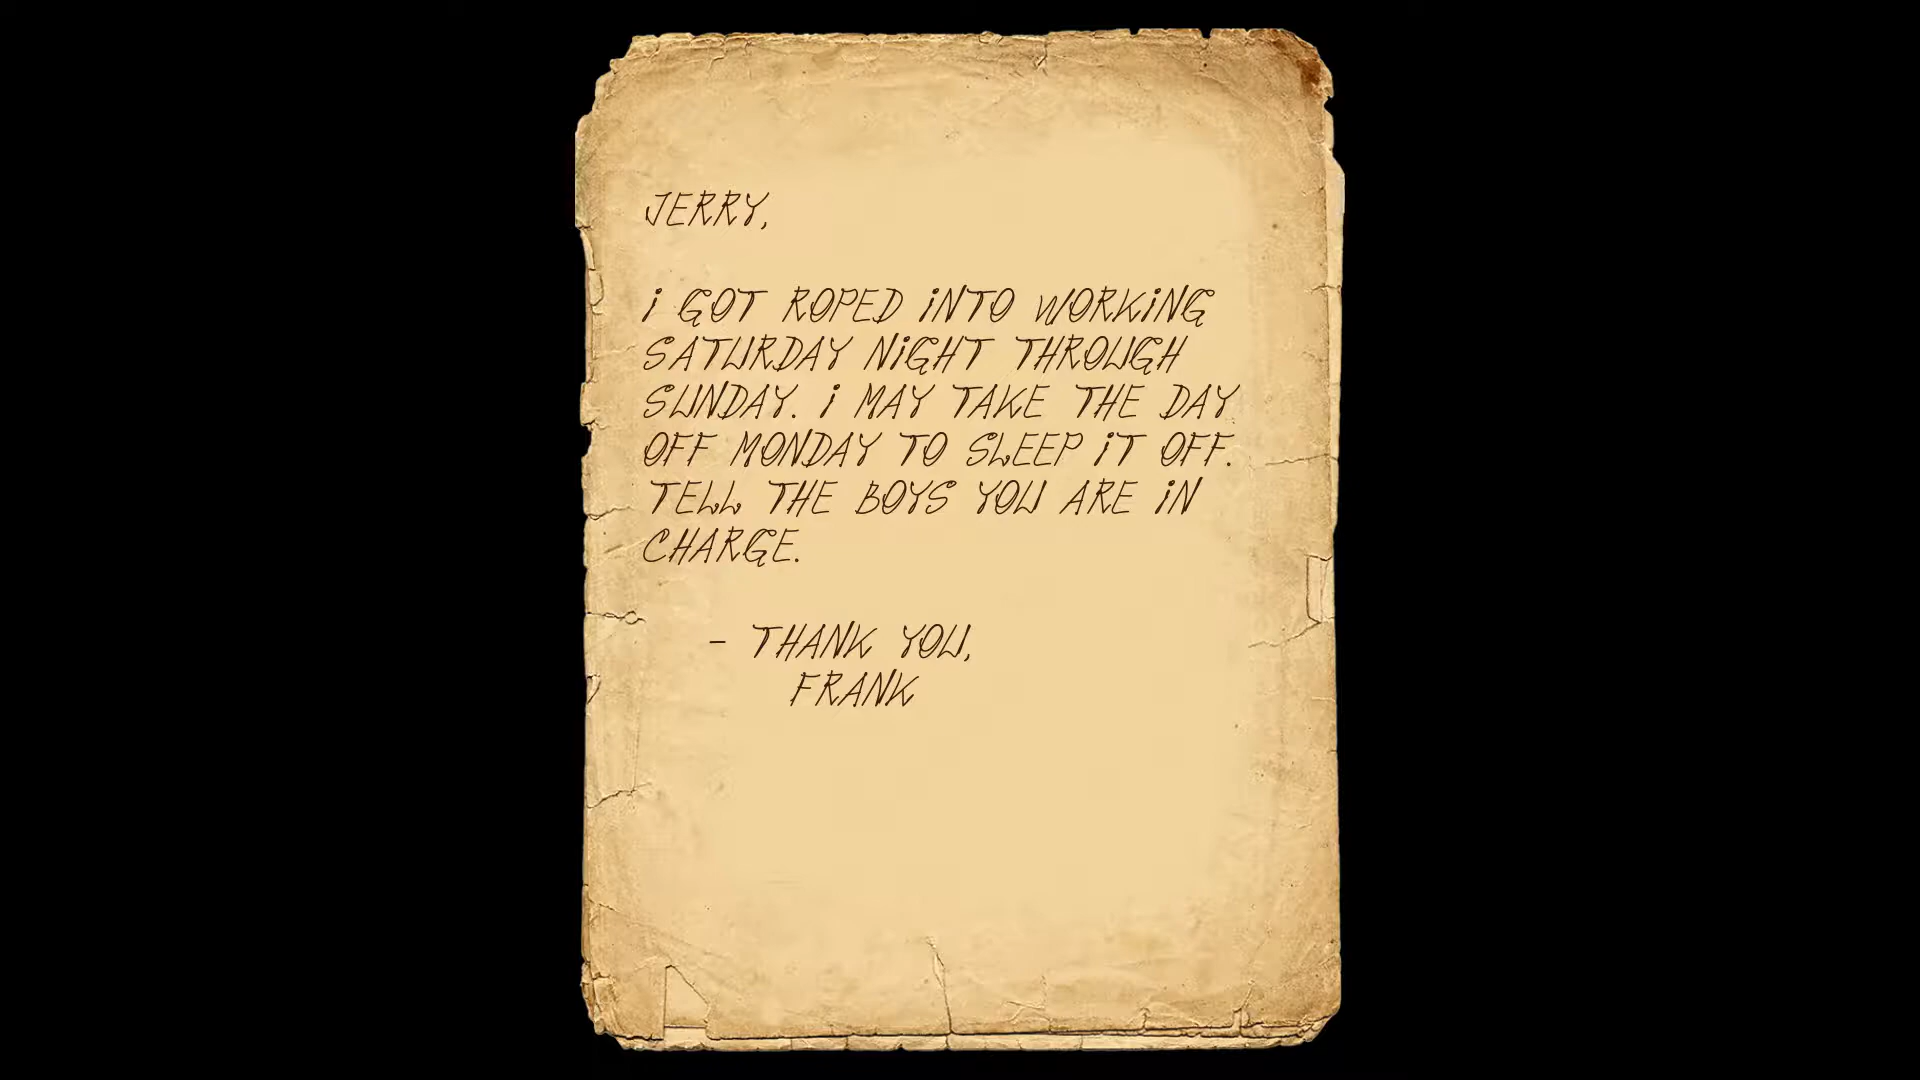 JERRY,
i GOT ROPED iNTO WORKiNG
SATURDAY NiGHT THROUGH
SUNDAY. i MAY TAKE THE DAY
OFF MONDAY TO SLEEP iT OFF.
TELL THE BOYS YOU ARE iN
CHARGE.
- THANK YOU,
FRANK